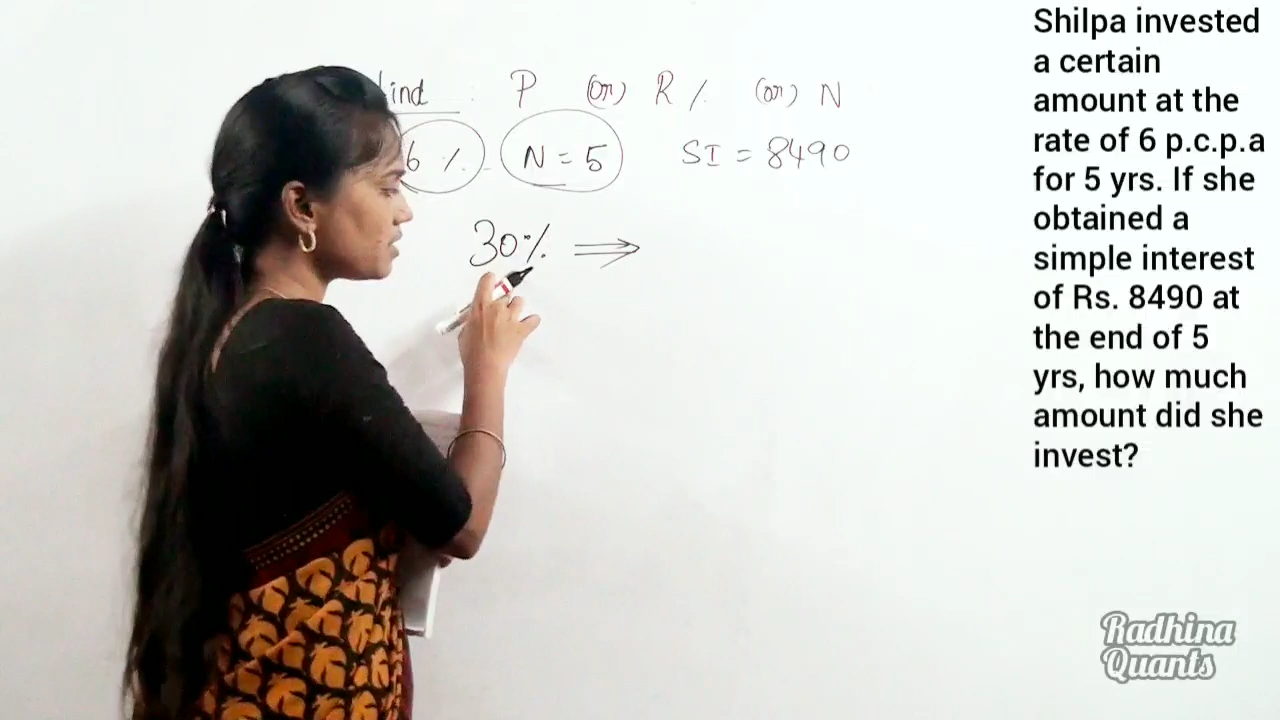 find : P (or) R % (or) N
6 % N = 5 SI = 8490
30% ⇒
Shilpa invested
a certain
amount at the
rate of 6 p.c.p.a
for 5 yrs. If she
obtained a
simple interest
of Rs. 8490 at
the end of 5
yrs, how much
amount did she
invest?
Radhina
Quants